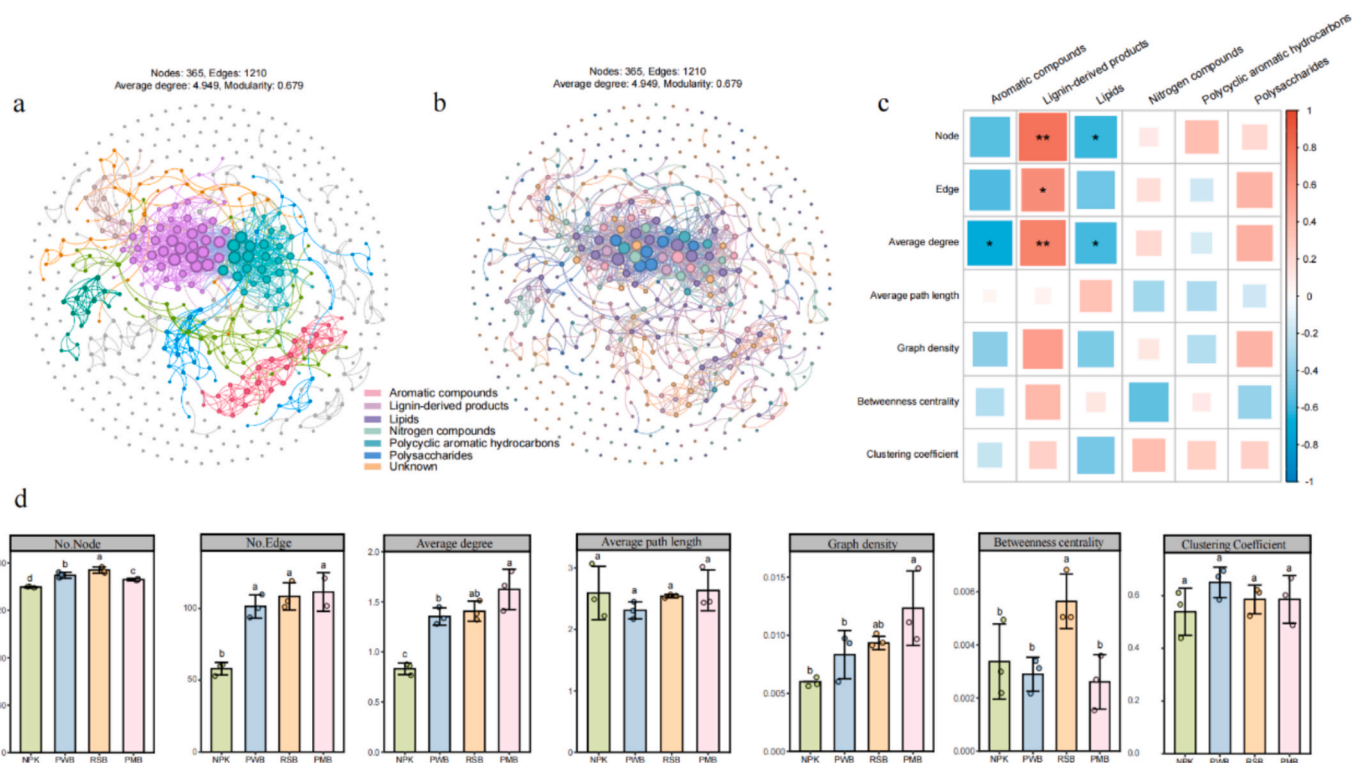 a
Nodes: 365, Edges: 1210
Average degree: 4.949, Modularity: 0.679
b
Nodes: 365, Edges: 1210
Average degree: 4.949, Modularity: 0.679
Aromatic compounds
Lignin-derived products
Lipids
Nitrogen compounds
Polycyclic aromatic hydrocarbons
Polysaccharides
Unknown
c
Aromatic compounds
Lignin-derived products
Lipids
Nitrogen compounds
Polycyclic aromatic hydrocarbons
Polysaccharides
Node
** *
Edge
*
Average degree
* ** *
Average path length
Graph density
Betweenness centrality
Clustering coefficient
1
0.8
0.6
0.4
0.2
0
-0.2
-0.4
-0.6
-0.8
-1
d
No.Node
d b a c
0
NPK PWB RSB PMB
No.Edge
b a a a
100
50
0
NPK PWB RSB PMB
Average degree
c b ab a
2.0
1.5
1.0
0.5
0.0
NPK PWB RSB PMB
Average path length
a a a a
3
2
1
0
NPK PWB RSB PMB
Graph density
b b ab a
0.015
0.010
0.005
0.000
NPK PWB RSB PMB
Betweenness centrality
b b a b
0.006
0.004
0.002
0.000
NPK PWB RSB PMB
Clustering Coefficient
a a a a
0.6
0.4
0.2
0.0
NPK PWB RSB PMB